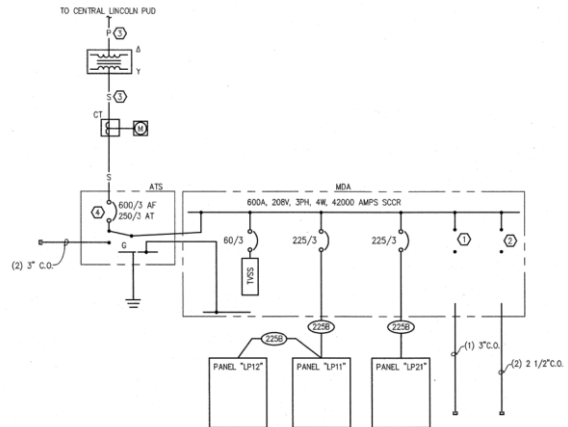 TO CENTRAL LINCOLN PUD
P 3
Δ
Y
S 3
CT
M
S
ATS
MDA
4
600/3 AF
250/3 AT
600A, 208V, 3PH, 4W, 42000 AMPS SCCR
60/3
225/3
225/3
1
2
G
TVSS
(2) 3" C.O.
225B
225B
225B
(1) 3"C.O.
(2) 2 1/2"C.O.
PANEL "LP12"
PANEL "LP11"
PANEL "LP21"